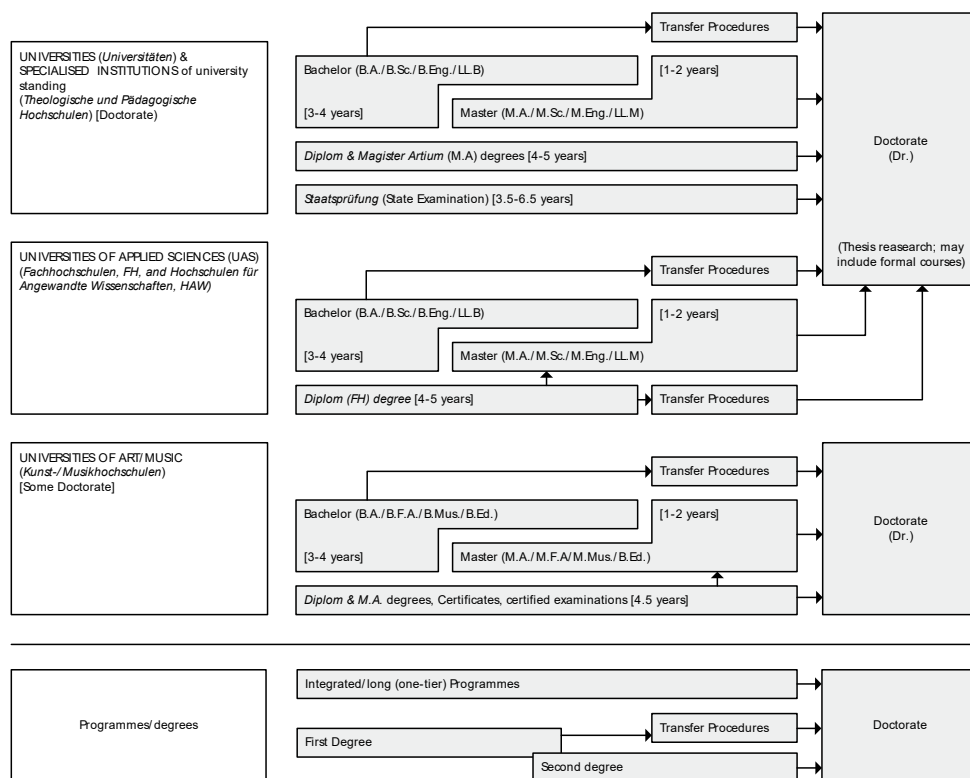 Transfer Procedures
UNIVERSITIES (Universitäten) &
SPECIALISED INSTITUTIONS of university
standing
(Theologische und Pädagogische
Hochschulen) [Doctorate)
Bachelor (B.A./B.Sc./B.Eng./LL.B)
[1-2 years]
[3-4 years]
Master (M.A./M.Sc./M.Eng./LL.M)
Diplom & Magister Artium (M.A) degrees [4-5 years]
Staatsprüfung (State Examination) [3.5-6.5 years]
Doctorate
(Dr.)
(Thesis reasearch; may
include formal courses)
UNIVERSITIES OF APPLIED SCIENCES (UAS)
(Fachhochschulen, FH, and Hochschulen für
Angewandte Wissenschaften, HAW)
Transfer Procedures
Bachelor (B.A./B.Sc./B.Eng./LL.B)
[1-2 years]
[3-4 years]
Master (M.A./M.Sc./M.Eng./LL.M)
Diplom (FH) degree [4-5 years]
Transfer Procedures
UNIVERSITIES OF ART/MUSIC
(Kunst-/Musikhochschulen)
[Some Doctorate]
Transfer Procedures
Bachelor (B.A./B.F.A./B.Mus./B.Ed.)
[1-2 years]
[3-4 years]
Master (M.A./M.F.A/M.Mus./B.Ed.)
Diplom & M.A. degrees, Certificates, certified examinations [4.5 years]
Doctorate
(Dr.)
Programmes/degrees
Integrated/long (one-tier) Programmes
Transfer Procedures
First Degree
Second degree
Doctorate